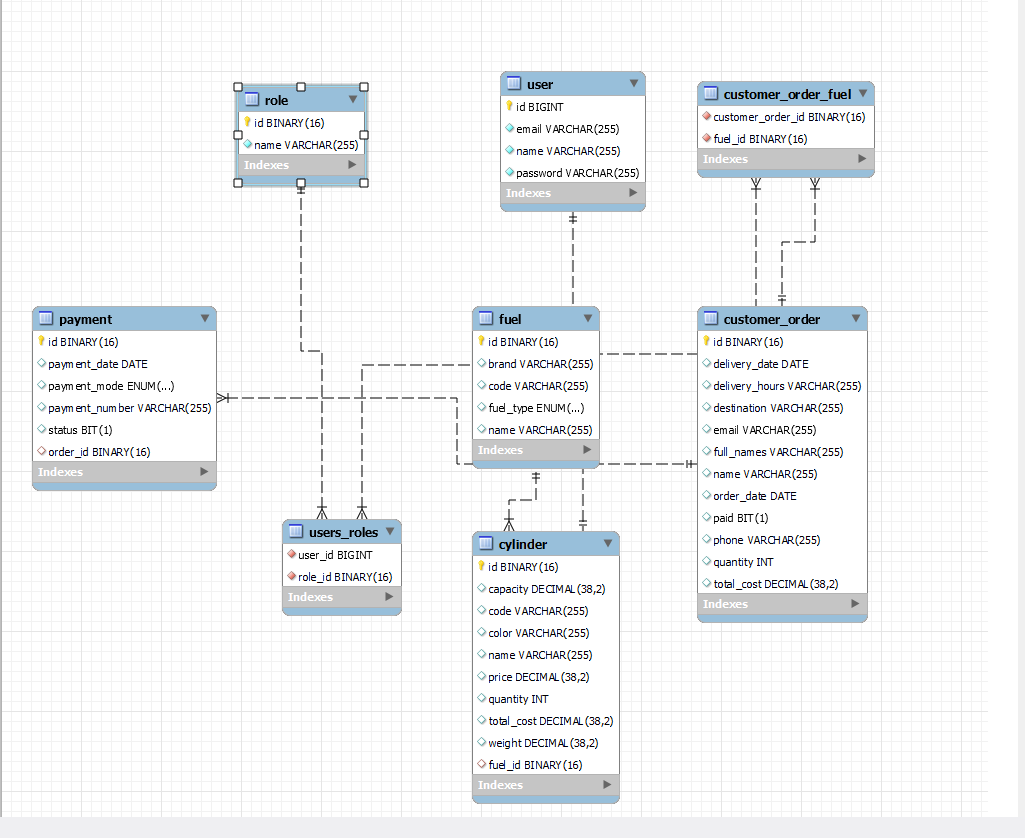 role
id BINARY(16)
name VARCHAR(255)
Indexes
user
id BIGINT
email VARCHAR(255)
name VARCHAR(255)
password VARCHAR(255)
Indexes
customer_order_fuel
customer_order_id BINARY(16)
fuel_id BINARY(16)
Indexes
payment
id BINARY(16)
payment_date DATE
payment_mode ENUM(...)
payment_number VARCHAR(255)
status BIT(1)
order_id BINARY(16)
Indexes
fuel
id BINARY(16)
brand VARCHAR(255)
code VARCHAR(255)
fuel_type ENUM(...)
name VARCHAR(255)
Indexes
customer_order
id BINARY(16)
delivery_date DATE
delivery_hours VARCHAR(255)
destination VARCHAR(255)
email VARCHAR(255)
full_names VARCHAR(255)
name VARCHAR(255)
order_date DATE
paid BIT(1)
phone VARCHAR(255)
quantity INT
total_cost DECIMAL(38,2)
Indexes
users_roles
user_id BIGINT
role_id BINARY(16)
Indexes
cylinder
id BINARY(16)
capacity DECIMAL(38,2)
code VARCHAR(255)
color VARCHAR(255)
name VARCHAR(255)
price DECIMAL(38,2)
quantity INT
total_cost DECIMAL(38,2)
weight DECIMAL(38,2)
fuel_id BINARY(16)
Indexes